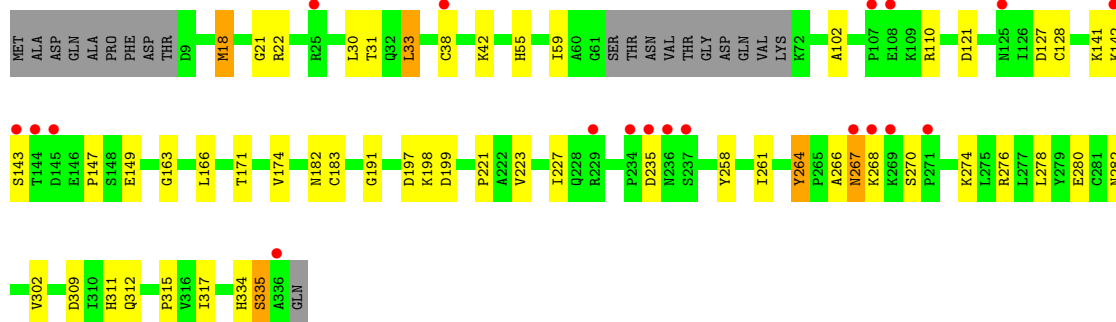 MET ALA ASP GLN ALA PRO PHE ASP THR D9 M18 G21 R22 R25 L30 T31 Q32 L33 C38 K42 H55 I59 A60 G61 SER THR ASN VAL THR GLY ASP GLN VAL LYS K72 A102 P107 E108 K109 R110 D121 N125 I126 D127 C128 K141 K142
S143 T144 D145 E146 P147 S148 E149 G163 L166 T171 V174 N182 C183 G191 D197 K198 D199 P221 A222 V223 I227 Q228 R229 P234 D235 N236 S237 Y258 I261 Y264 P265 A266 N267 K268 K269 S270 P271 K274 L275 R276 L277 L278 Y279 E280 C281 N282
V302 D309 I310 H311 Q312 P315 V316 I317 H334 S335 A336 GLN